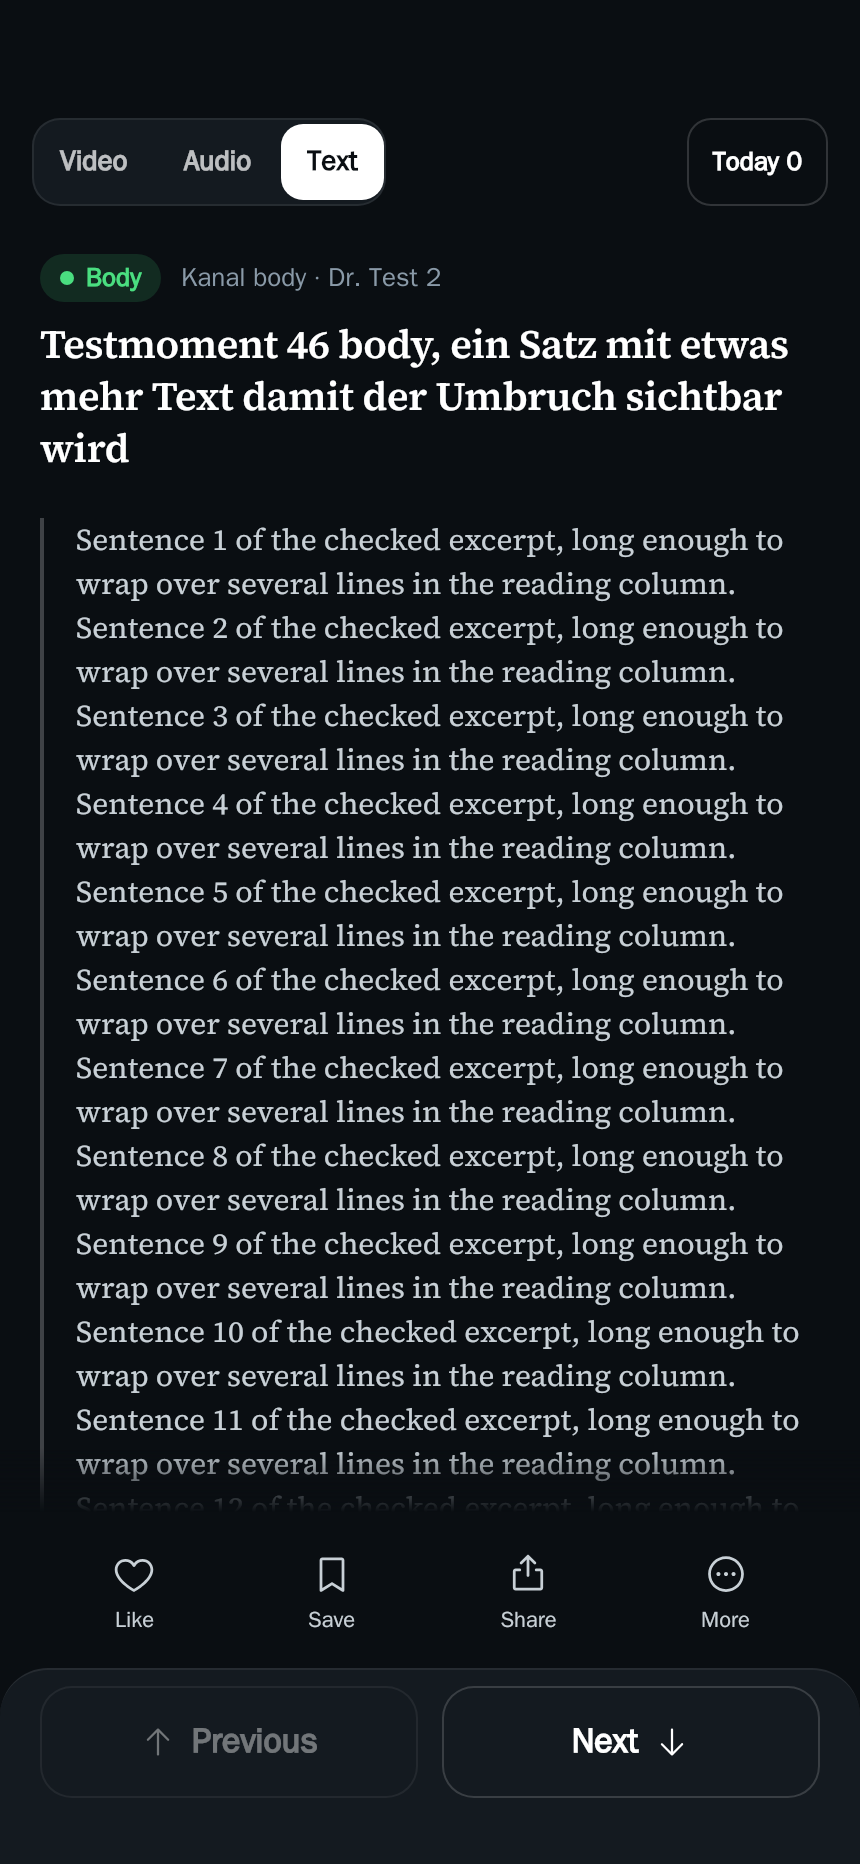 Video Audio Text Today 0
Body Kanal body · Dr. Test 2
Testmoment 46 body, ein Satz mit etwas
mehr Text damit der Umbruch sichtbar
wird
Sentence 1 of the checked excerpt, long enough to
wrap over several lines in the reading column.
Sentence 2 of the checked excerpt, long enough to
wrap over several lines in the reading column.
Sentence 3 of the checked excerpt, long enough to
wrap over several lines in the reading column.
Sentence 4 of the checked excerpt, long enough to
wrap over several lines in the reading column.
Sentence 5 of the checked excerpt, long enough to
wrap over several lines in the reading column.
Sentence 6 of the checked excerpt, long enough to
wrap over several lines in the reading column.
Sentence 7 of the checked excerpt, long enough to
wrap over several lines in the reading column.
Sentence 8 of the checked excerpt, long enough to
wrap over several lines in the reading column.
Sentence 9 of the checked excerpt, long enough to
wrap over several lines in the reading column.
Sentence 10 of the checked excerpt, long enough to
wrap over several lines in the reading column.
Sentence 11 of the checked excerpt, long enough to
wrap over several lines in the reading column.
Sentence 12 of the checked excerpt, long enough to
Like Save Share More
Previous Next